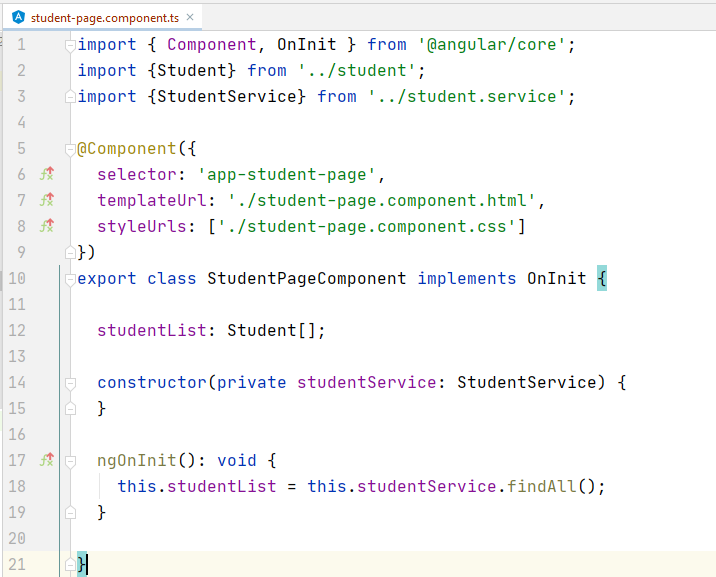 student-page.component.ts
1 import { Component, OnInit } from '@angular/core';
2 import {Student} from '../student';
3 import {StudentService} from '../student.service';
4
5 @Component({
6   selector: 'app-student-page',
7   templateUrl: './student-page.component.html',
8   styleUrls: ['./student-page.component.css']
9 })
10 export class StudentPageComponent implements OnInit {
11
12   studentList: Student[];
13
14   constructor(private studentService: StudentService) {
15   }
16
17   ngOnInit(): void {
18     this.studentList = this.studentService.findAll();
19   }
20
21 }